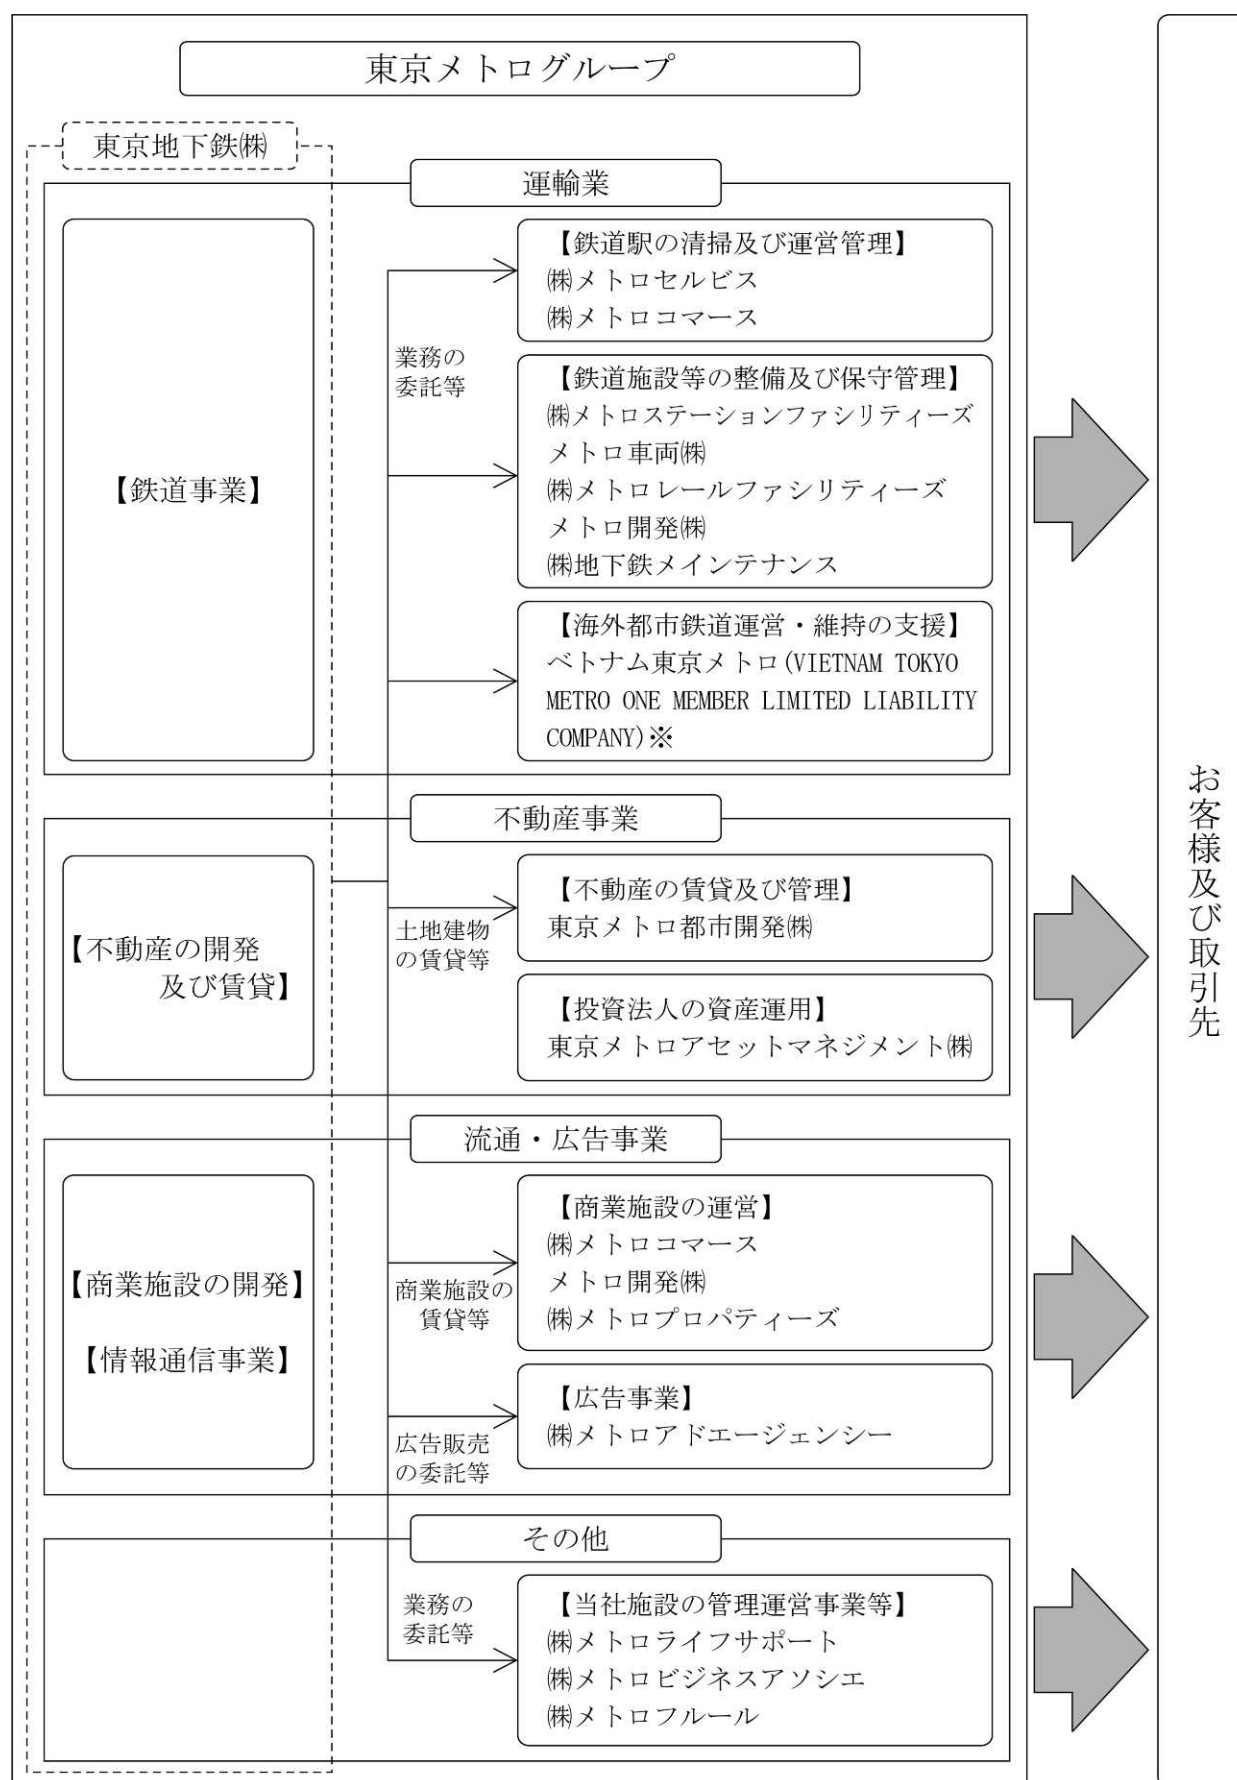 東京メトログループ
東京地下鉄㈱
運輸業
【鉄道事業】
業務の
委託等
【鉄道駅の清掃及び運営管理】
㈱メトロセルビス
㈱メトロコマース
【鉄道施設等の整備及び保守管理】
㈱メトロステーションファシリティーズ
メトロ車両㈱
㈱メトロレールファシリティーズ
メトロ開発㈱
㈱地下鉄メインテナンス
【海外都市鉄道運営・維持の支援】
ベトナム東京メトロ(VIETNAM TOKYO
METRO ONE MEMBER LIMITED LIABILITY
COMPANY)※
不動産事業
【不動産の開発
及び賃貸】
土地建物
の賃貸等
【不動産の賃貸及び管理】
東京メトロ都市開発㈱
【投資法人の資産運用】
東京メトロアセットマネジメント㈱
流通・広告事業
【商業施設の開発】
【情報通信事業】
商業施設の
賃貸等
【商業施設の運営】
㈱メトロコマース
メトロ開発㈱
㈱メトロプロパティーズ
広告販売
の委託等
【広告事業】
㈱メトロアドエージェンシー
その他
業務の
委託等
【当社施設の管理運営事業等】
㈱メトロライフサポート
㈱メトロビジネスアソシエ
㈱メトロフルール
お客様及び取引先